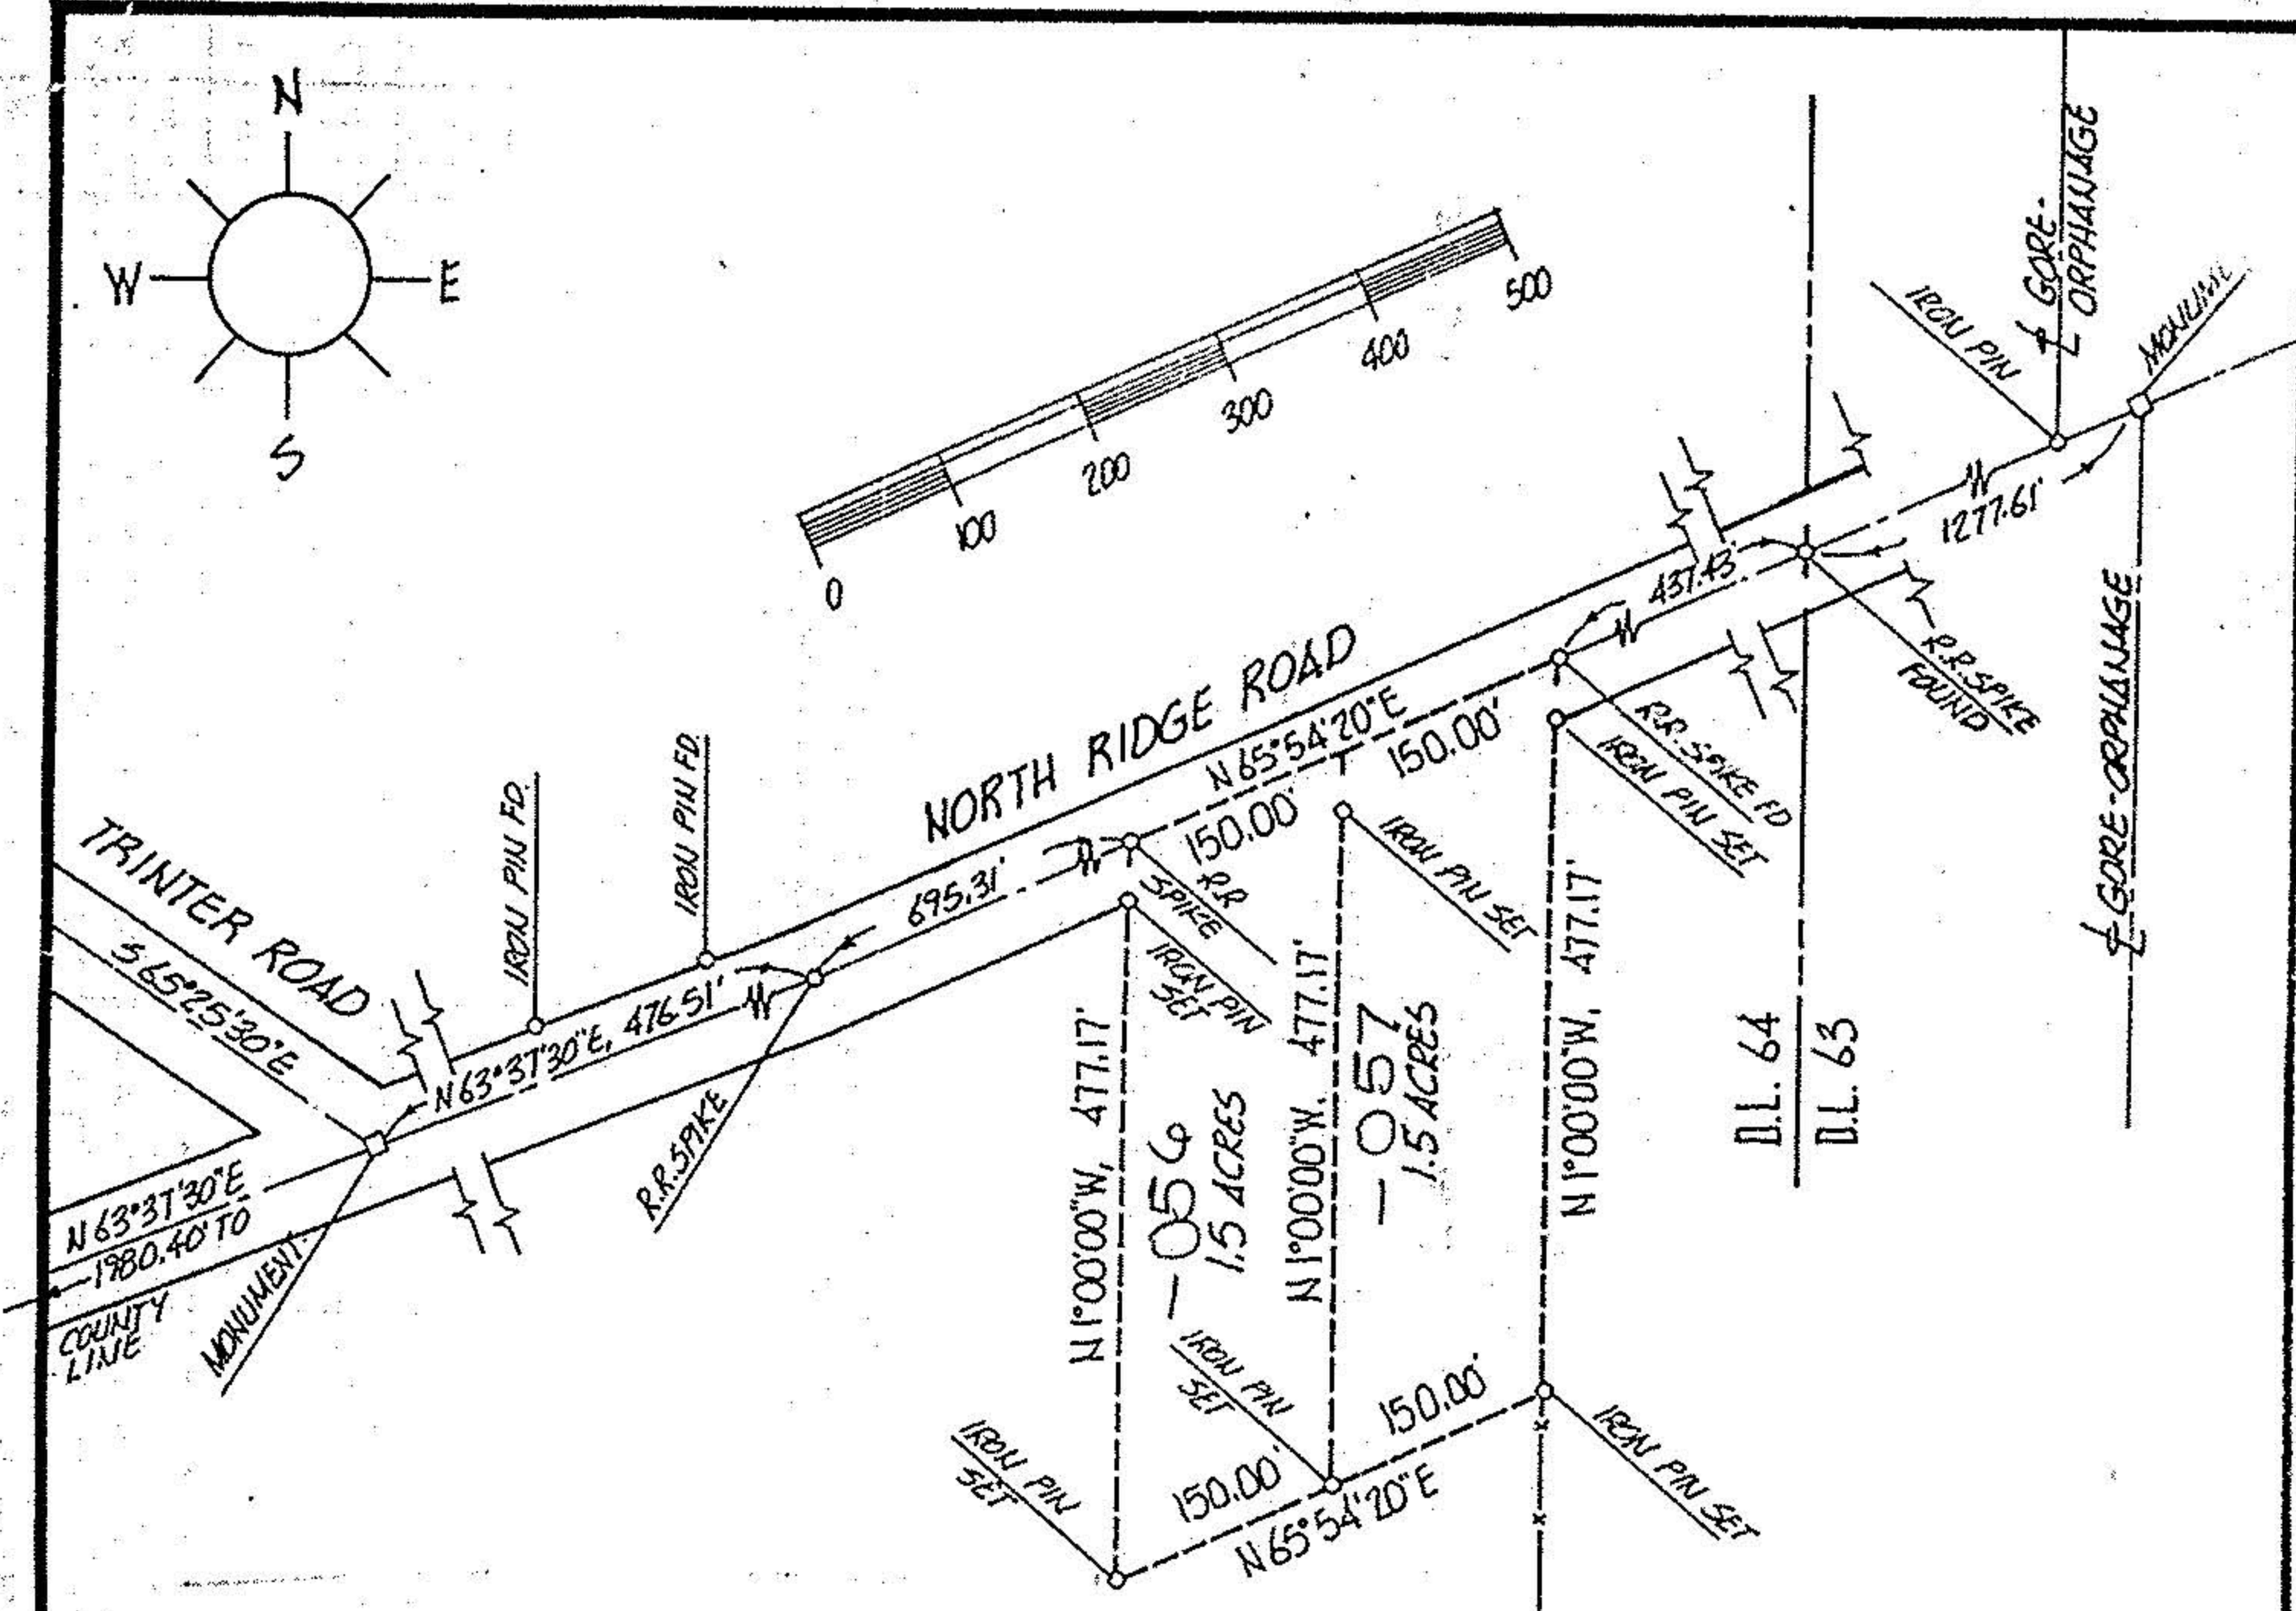 N
W
E
S
0
100
200
300
400
500
GORE-
ORPHANAGE
IRON PIN
1277.61'
437.43'
R.R. SPIKE
FOUND
GORE-ORPHANAGE
NORTH RIDGE ROAD
N 65°54'20"E
150.00'
150.00'
R.R. SPIKE FD
IRON PIN SET
IRON PIN SET
IRON PIN FD.
IRON PIN FD.
TRINTER ROAD
S 65°25'30"E
695.31'
R.R.
SPIKE
IRON PIN
SET
N 63°37'30"E, 476.51'
R.R. SPIKE
N 63°37'30"E
1980.40' TO
COUNTY
LINE
MONUMENT
N 1°00'00"W, 477.17'
-056
1.5 ACRES
N 1°00'00"W, 477.17'
-057
1.5 ACRES
N 1°00'00"W, 477.17'
D.L. 64
D.L. 63
IRON PIN
SET
IRON PIN
SET
150.00'
150.00'
N 65°54'20"E
IRON PIN SET